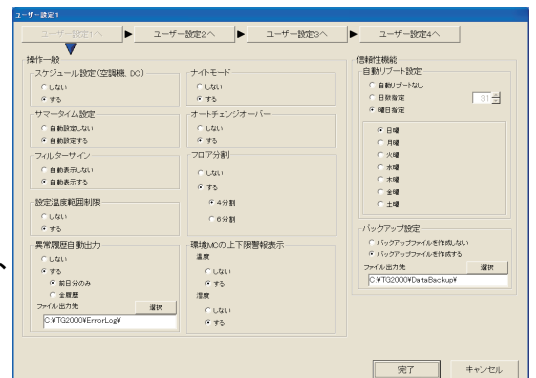 ユーザー設定1
ユーザー設定1へ
ユーザー設定2へ
ユーザー設定3へ
ユーザー設定4へ
操作一般
スケジュール設定(空調機、DC)
しない
する
サマータイム設定
自動設定しない
自動設定する
フィルターサイン
自動表示しない
自動表示する
設定温度範囲制限
しない
する
異常履歴自動出力
しない
する
前日分のみ
全履歴
ファイル出力先
選択
C:¥TG2000¥ErrorLog¥
ナイトモード
しない
する
オートチェンジオーバー
しない
する
フロア分割
しない
する
4分割
6分割
環境MCの上下限警報表示
温度
しない
する
湿度
しない
する
信頼性機能
自動リブート設定
自動リブートなし
日数指定
31
曜日指定
日曜
月曜
火曜
水曜
木曜
金曜
土曜
バックアップ設定
バックアップファイルを作成しない
バックアップファイルを作成する
ファイル出力先
選択
C:¥TG2000¥DataBackup¥
完了
キャンセル